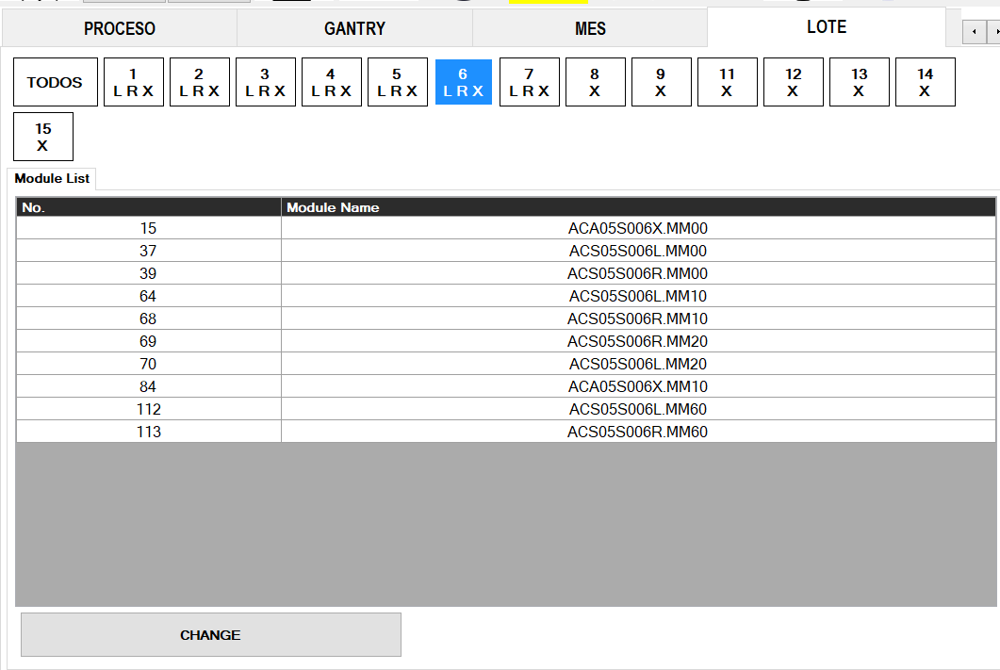 PROCESO GANTRY MES LOTE
TODOS 1 2 3 4 5 6 7 8 9 11 12 13 14
L R X L R X L R X L R X L R X L R X L R X X X X X X X
15
X
Module List
No. Module Name
15 ACA05S006X.MM00
37 ACS05S006L.MM00
39 ACS05S006R.MM00
64 ACS05S006L.MM10
68 ACS05S006R.MM10
69 ACS05S006R.MM20
70 ACS05S006L.MM20
84 ACA05S006X.MM10
112 ACS05S006L.MM60
113 ACS05S006R.MM60
CHANGE